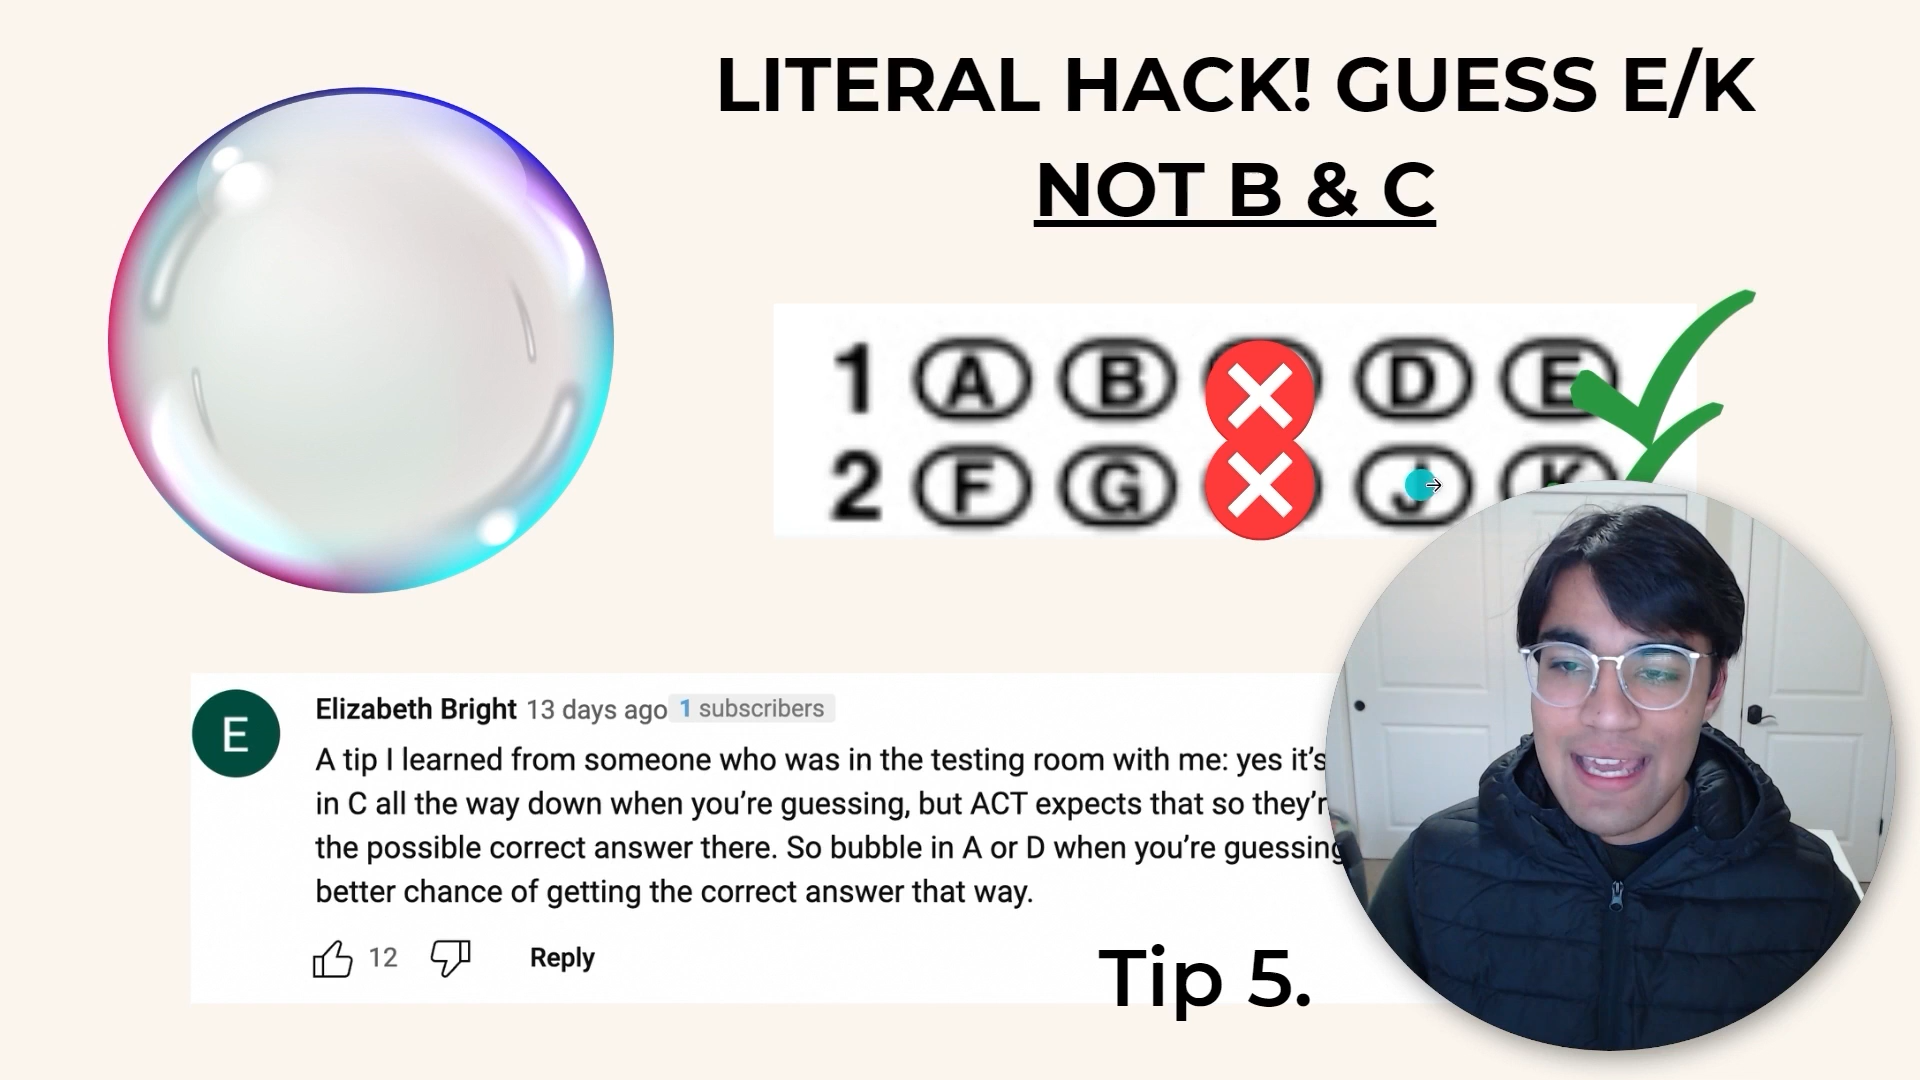 LITERAL HACK! GUESS E/K
NOT B & C
1 A B D E
2 F G J K
E
Elizabeth Bright 13 days ago 1 subscribers
A tip I learned from someone who was in the testing room with me: yes it's
in C all the way down when you're guessing, but ACT expects that so they'r
the possible correct answer there. So bubble in A or D when you're guessing
better chance of getting the correct answer that way.
12 Reply
Tip 5.